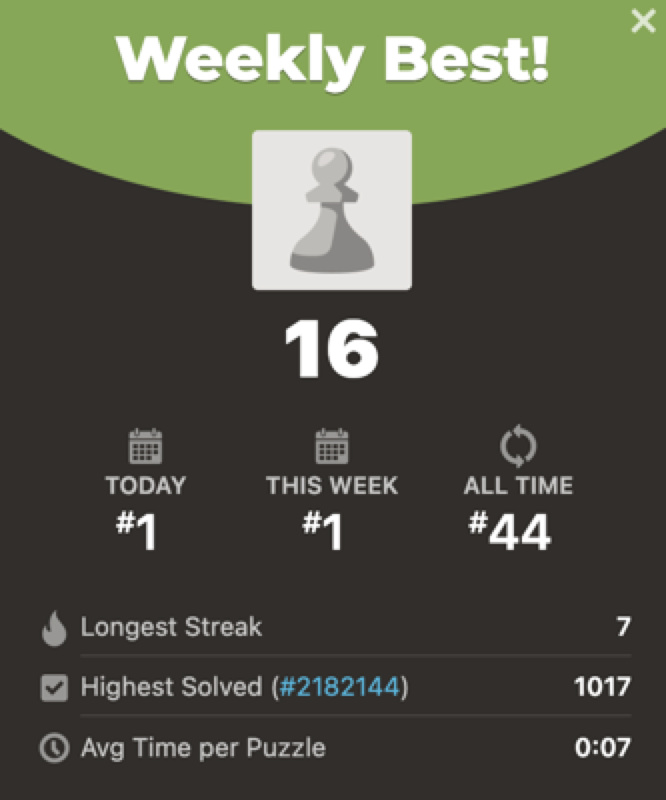 Weekly Best!
16
TODAY THIS WEEK ALL TIME
#1 #1 #44
Longest Streak 7
Highest Solved (#2182144) 1017
Avg Time per Puzzle 0:07